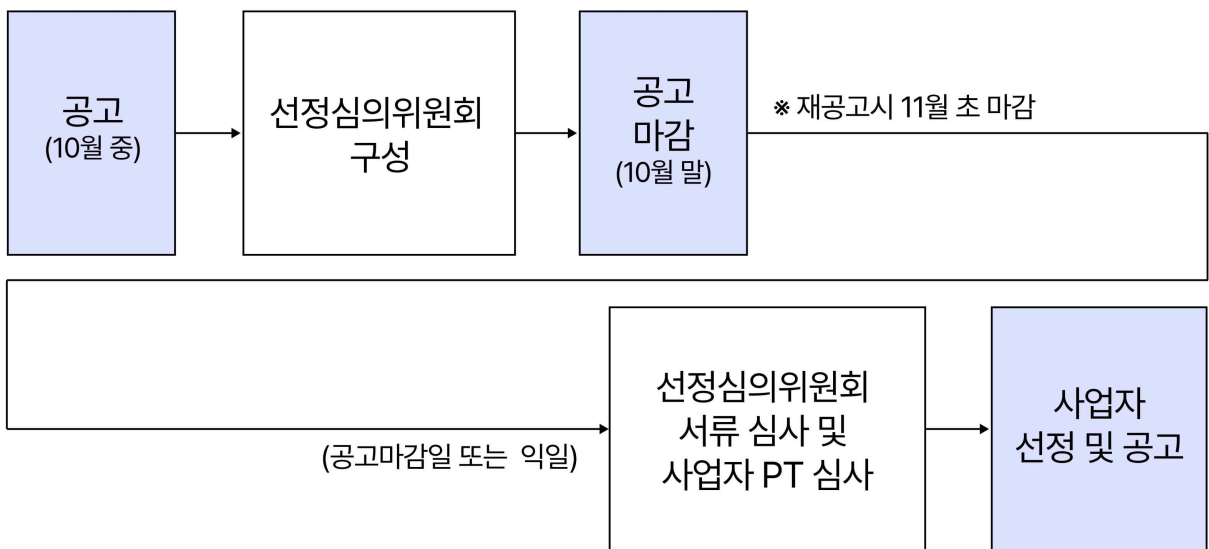 공고
(10월 중)
선정심의위원회
구성
공고
마감
(10월 말)
※ 재공고시 11월 초 마감
(공고마감일 또는 익일)
선정심의위원회
서류 심사 및
사업자 PT 심사
사업자
선정 및 공고